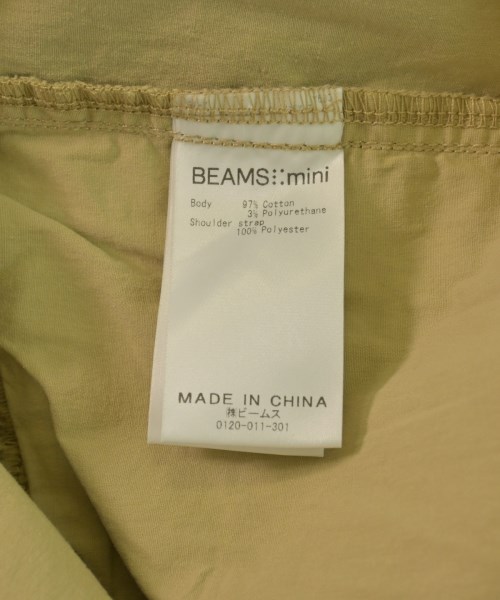 BEAMS⁝⁚mini
Body 97% Cotton
3% Polyurethane
Shoulder strap
100% Polyester
MADE IN CHINA
㈱ビームス
0120-011-301